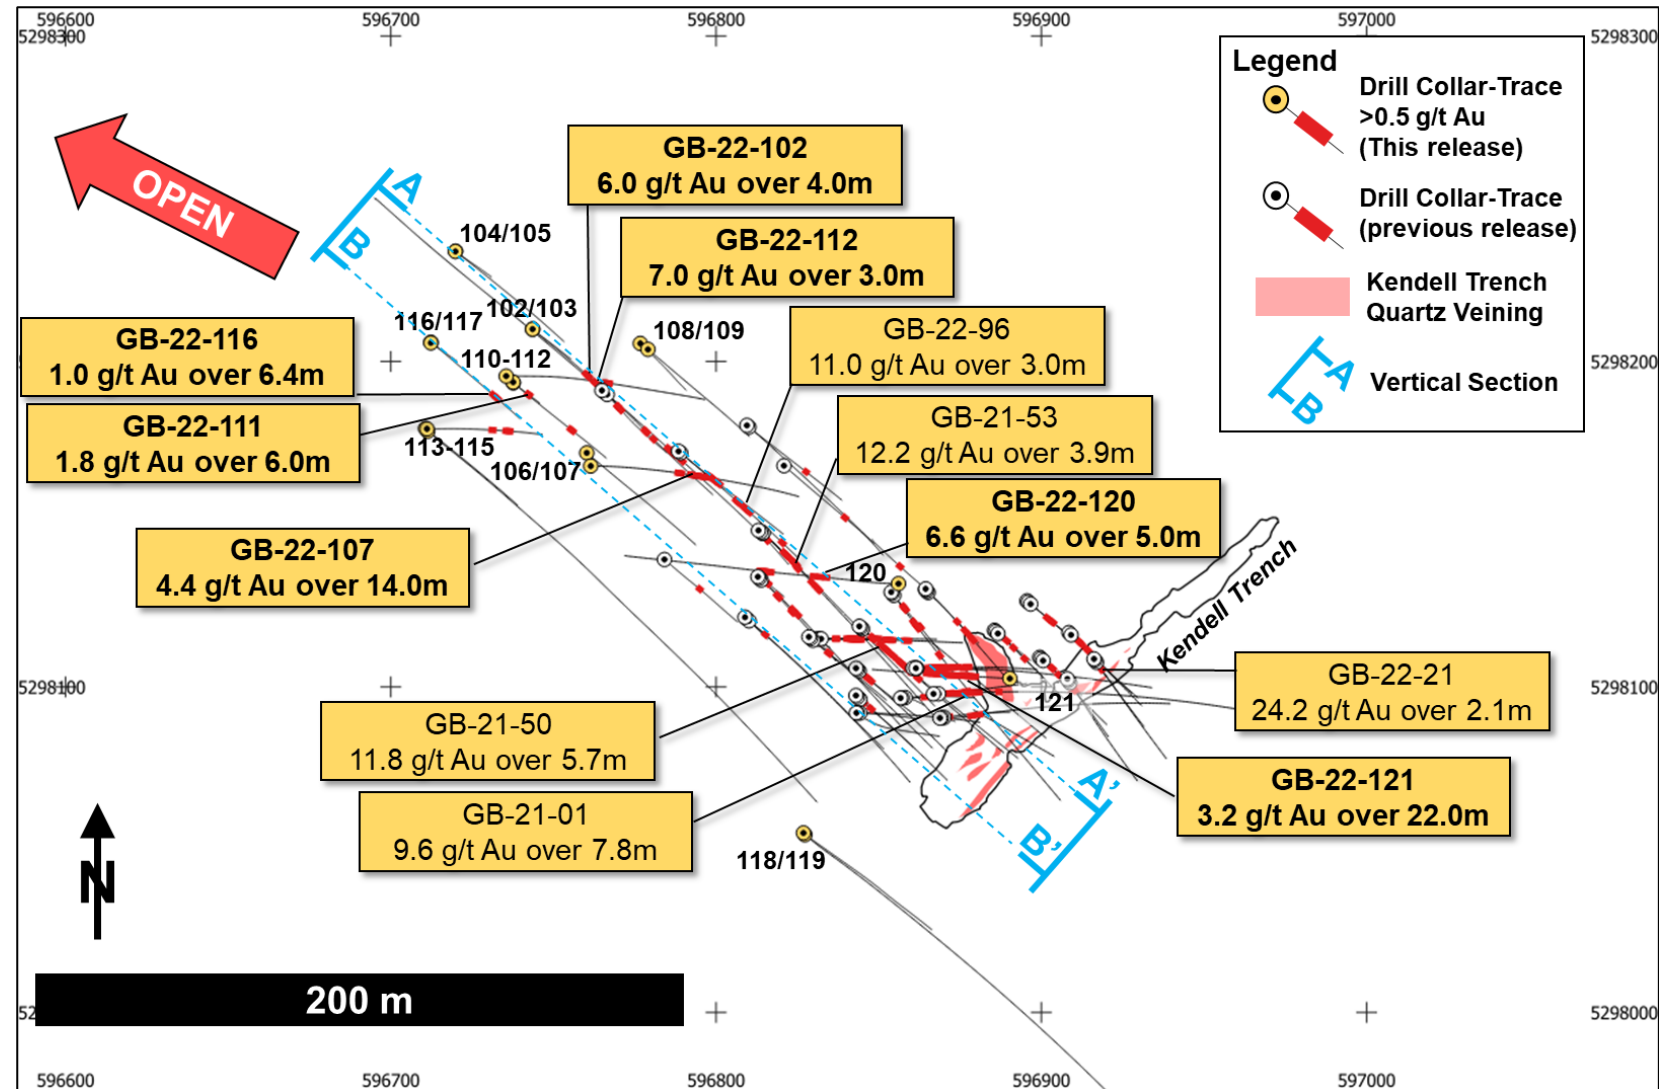 596600
596700
596800
596900
597000
5298300
5298300
Legend
Drill Collar-Trace
>0.5 g/t Au
(This release)
Drill Collar-Trace
(previous release)
Kendell Trench
Quartz Veining
A
B
Vertical Section
OPEN
A
B
GB-22-102
6.0 g/t Au over 4.0m
GB-22-112
7.0 g/t Au over 3.0m
104/105
102/103
116/117
108/109
110-112
GB-22-96
11.0 g/t Au over 3.0m
GB-22-116
1.0 g/t Au over 6.4m
5298200
GB-22-111
1.8 g/t Au over 6.0m
113-115
106/107
GB-21-53
12.2 g/t Au over 3.9m
GB-22-120
6.6 g/t Au over 5.0m
GB-22-107
4.4 g/t Au over 14.0m
120
Kendell Trench
5298100
5298100
121
GB-22-21
24.2 g/t Au over 2.1m
GB-21-50
11.8 g/t Au over 5.7m
GB-22-121
3.2 g/t Au over 22.0m
GB-21-01
9.6 g/t Au over 7.8m
A'
B'
118/119
N
200 m
52
5298000
596600
596700
596800
596900
597000